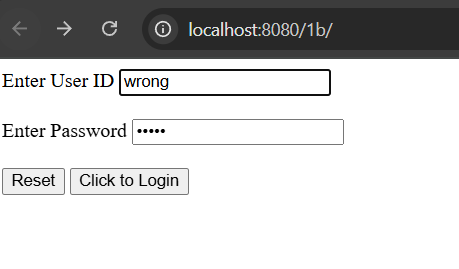 localhost:8080/1b/
Enter User ID wrong
Enter Password •••••
Reset Click to Login